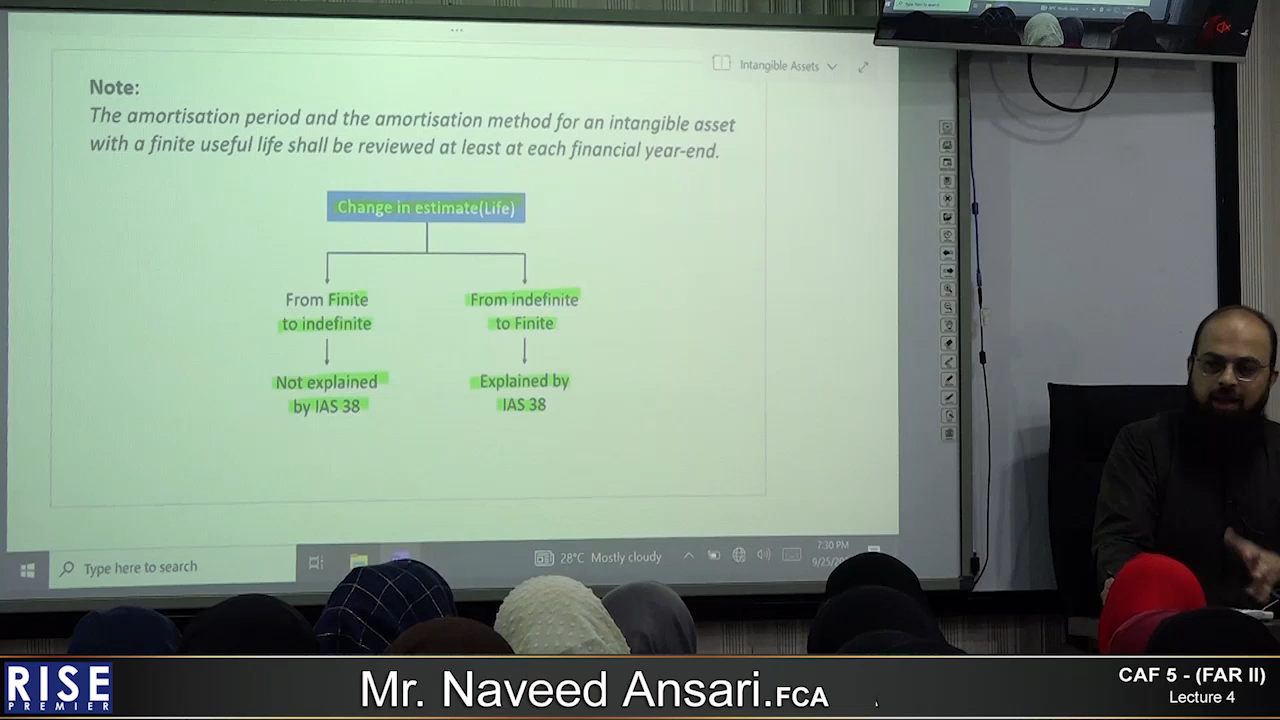 Intangible Assets
Note:
The amortisation period and the amortisation method for an intangible asset
with a finite useful life shall be reviewed at least at each financial year-end.
Change in estimate(Life)
From Finite
to indefinite
From indefinite
to Finite
Not explained
by IAS 38
Explained by
IAS 38
Type here to search
28°C Mostly cloudy
7:30 PM
RISE
PREMIER
Mr. Naveed Ansari.FCA
CAF 5 - (FAR II)
Lecture 4